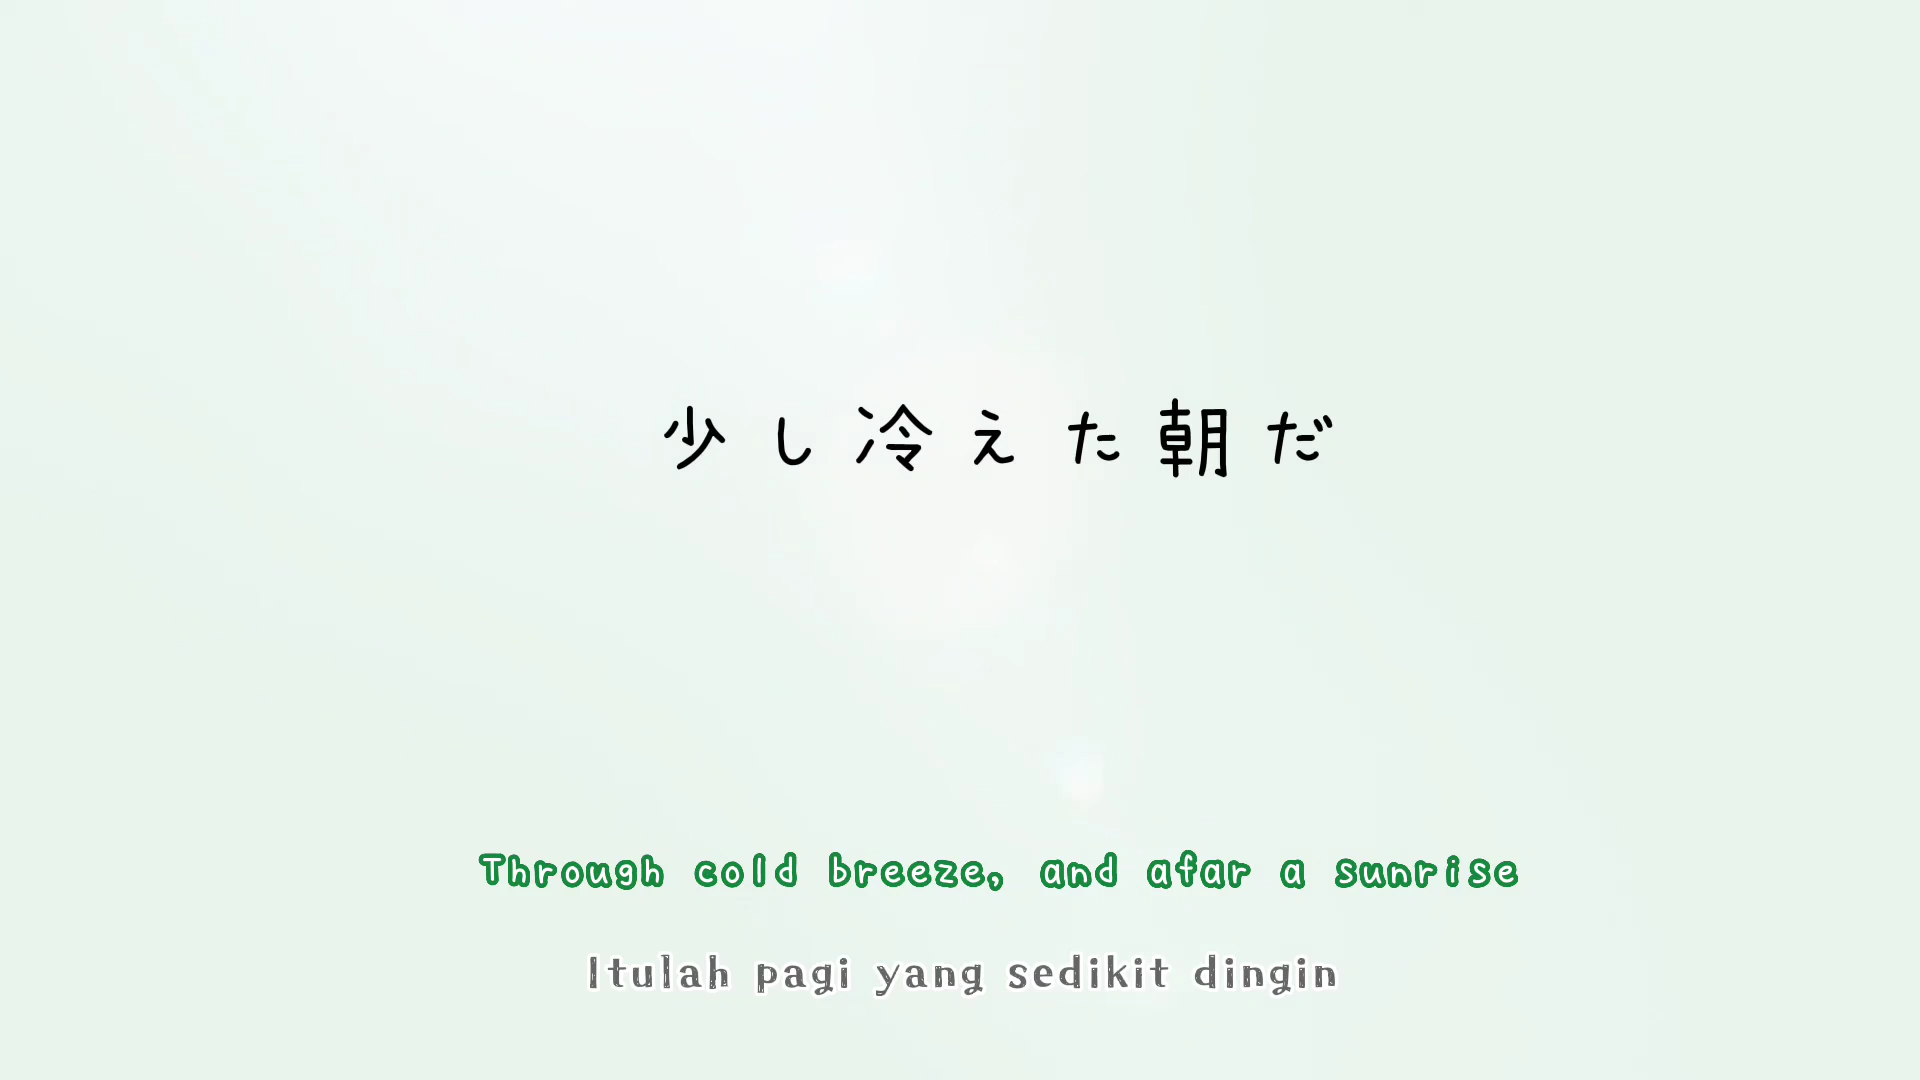 少し冷えた朝だ
Through cold breeze, and afar a sunrise
Itulah pagi yang sedikit dingin